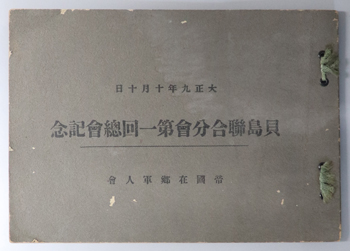 日十月十年九正大
念記會總回一第會分合聯島貝
會人軍鄉在國帝